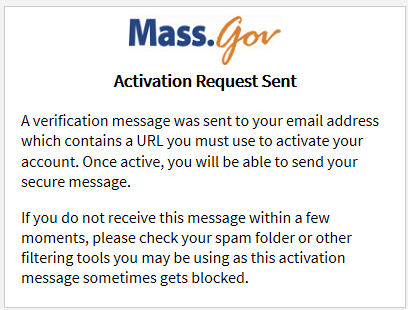 Mass.Gov
Activation Request Sent
A verification message was sent to your email address
which contains a URL you must use to activate your
account. Once active, you will be able to send your
secure message.
If you do not receive this message within a few
moments, please check your spam folder or other
filtering tools you may be using as this activation
message sometimes gets blocked.